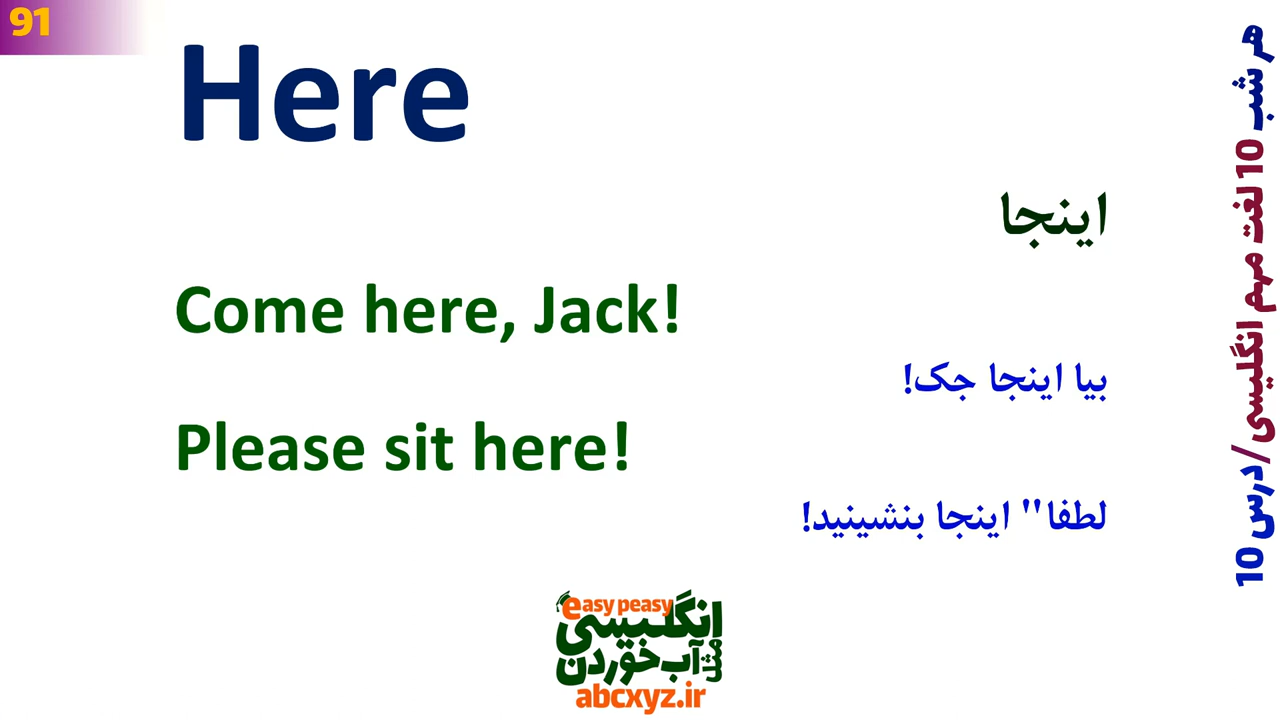 91
Here
اینجا
Come here, Jack!
بیا اینجا جک!
Please sit here!
لطفا" اینجا بنشینید!
هر شب 10 لغت مهم انگلیسی/درس 10
easy peasy
انگلیسی
مثل
آب خوردن
abcxyz.ir